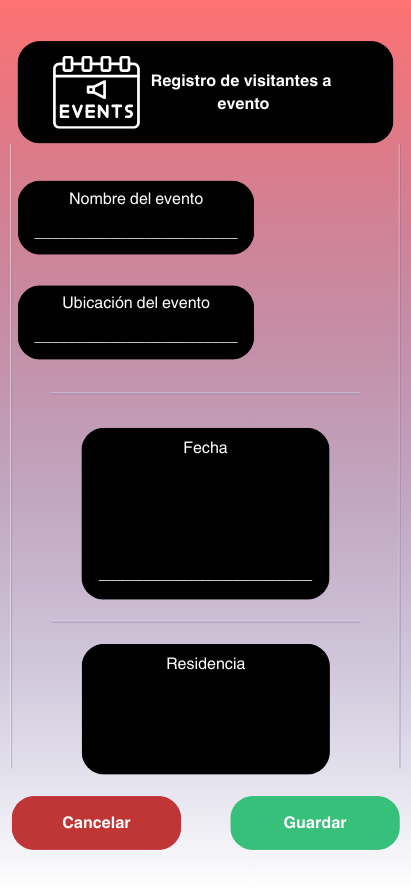 EVENTS
Registro de visitantes a
evento
Nombre del evento
Ubicación del evento
Fecha
Residencia
Cancelar
Guardar